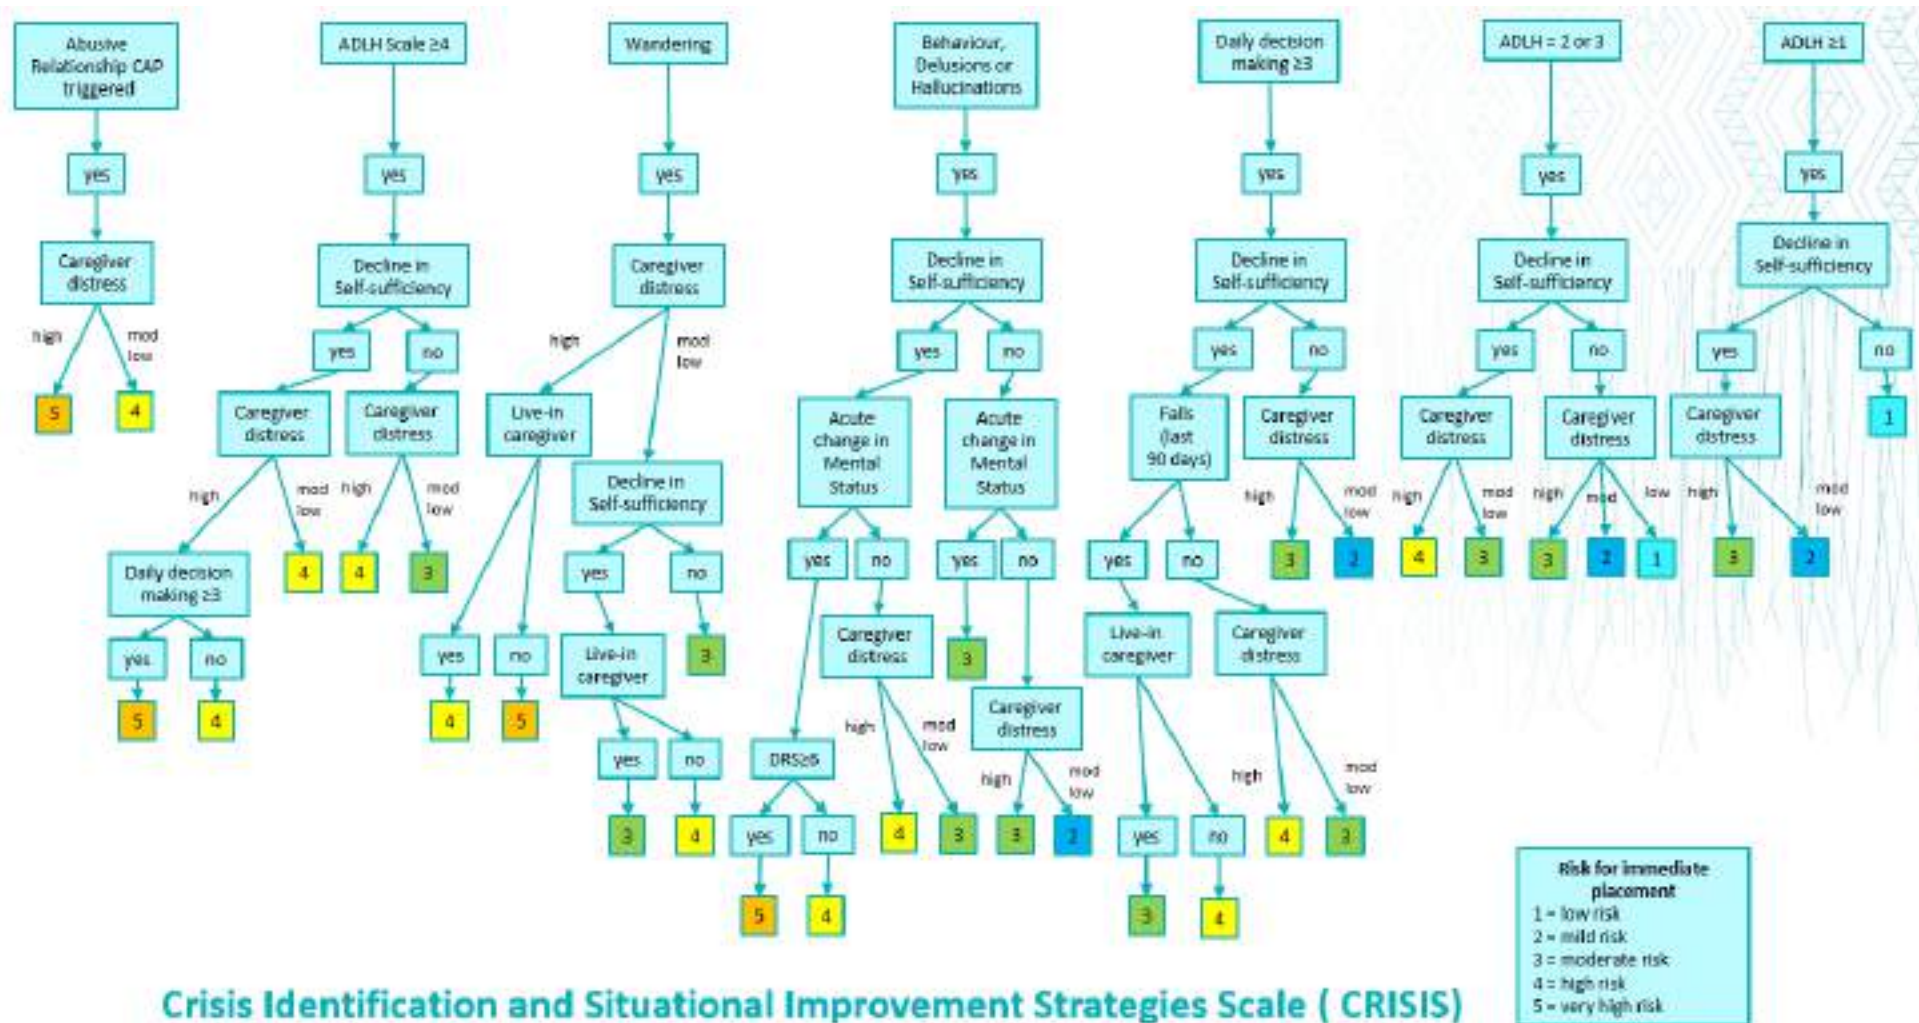 Abusive
Relationship CAP
triggered
yes
Caregiver
distress
high
mod
low
5
4
ADLH Scale ≥4
yes
Decline in
Self-sufficiency
yes
no
Caregiver
distress
Caregiver
distress
high
mod
low
high
mod
low
Daily decision
making ≥3
4
4
3
yes
no
5
4
Wandering
yes
Caregiver
distress
high
mod
low
Live-in
caregiver
Decline in
Self-sufficiency
yes
no
yes
no
4
5
Live-in
caregiver
3
yes
no
3
4
Behaviour,
Delusions or
Hallucinations
yes
Decline in
Self-sufficiency
yes
no
Acute
change in
Mental
Status
Acute
change in
Mental
Status
yes
no
yes
no
Caregiver
distress
3
Caregiver
distress
DRS≥6
high
mod
low
high
mod
low
yes
no
4
3
3
2
5
4
Daily decision
making ≥3
yes
Decline in
Self-sufficiency
yes
no
Falls
(last
90 days)
Caregiver
distress
high
mod
low
yes
no
3
2
Live-in
caregiver
Caregiver
distress
high
mod
low
yes
no
4
3
3
4
ADLH = 2 or 3
yes
Decline in
Self-sufficiency
yes
no
Caregiver
distress
Caregiver
distress
high
mod
low
high
mod
low
4
3
3
2
1
ADLH ≥1
yes
Decline in
Self-sufficiency
yes
no
Caregiver
distress
1
high
mod
low
3
2
Risk for immediate
placement
1 = low risk
2 = mild risk
3 = moderate risk
4 = high risk
5 = very high risk
Crisis Identification and Situational Improvement Strategies Scale ( CRISIS)